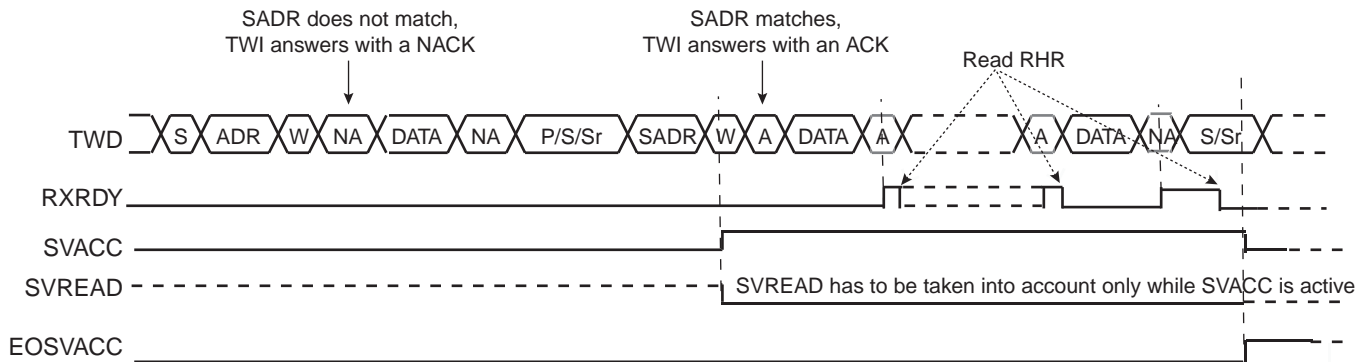 SADR does not match,
TWI answers with a NACK
SADR matches,
TWI answers with an ACK
Read RHR
TWD S ADR W NA DATA NA P/S/Sr SADR W A DATA A A DATA NA S/Sr
RXRDY
SVACC
SVREAD SVREAD has to be taken into account only while SVACC is active
EOSVACC